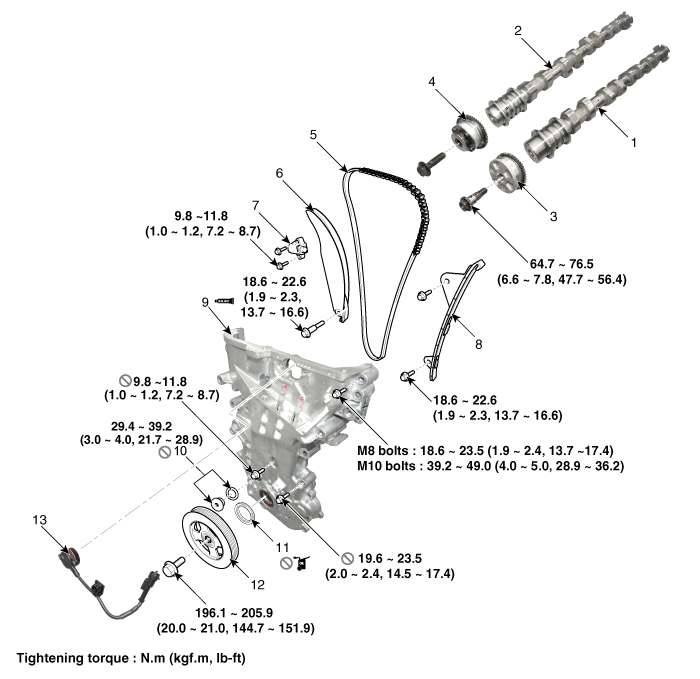 2
4
1
5
6
3
7
9.8 ~11.8
(1.0 ~ 1.2, 7.2 ~ 8.7)
64.7 ~ 76.5
(6.6 ~ 7.8, 47.7 ~ 56.4)
18.6 ~ 22.6
(1.9 ~ 2.3,
13.7 ~ 16.6)
9
8
9.8 ~11.8
(1.0 ~ 1.2, 7.2 ~ 8.7)
18.6 ~ 22.6
(1.9 ~ 2.3, 13.7 ~ 16.6)
29.4 ~ 39.2
(3.0 ~ 4.0, 21.7 ~ 28.9)
10
M8 bolts : 18.6 ~ 23.5 (1.9 ~ 2.4, 13.7 ~17.4)
M10 bolts : 39.2 ~ 49.0 (4.0 ~ 5.0, 28.9 ~ 36.2)
13
11
19.6 ~ 23.5
(2.0 ~ 2.4, 14.5 ~ 17.4)
12
196.1 ~ 205.9
(20.0 ~ 21.0, 144.7 ~ 151.9)
Tightening torque : N.m (kgf.m, lb-ft)